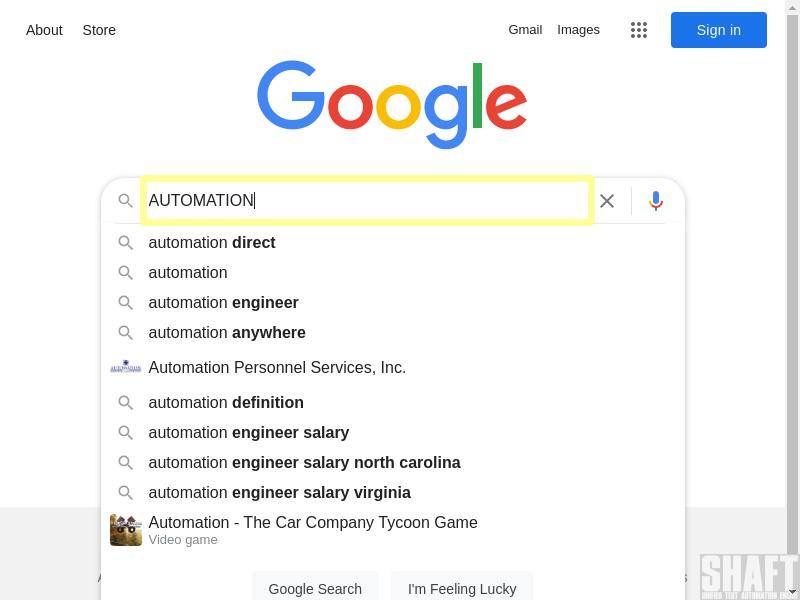 About Store Gmail Images Sign in
Google
AUTOMATION
automation direct
automation
automation engineer
automation anywhere
Automation Personnel Services, Inc.
automation definition
automation engineer salary
automation engineer salary north carolina
automation engineer salary virginia
Automation - The Car Company Tycoon Game
Video game
Google Search I'm Feeling Lucky
SHAFT